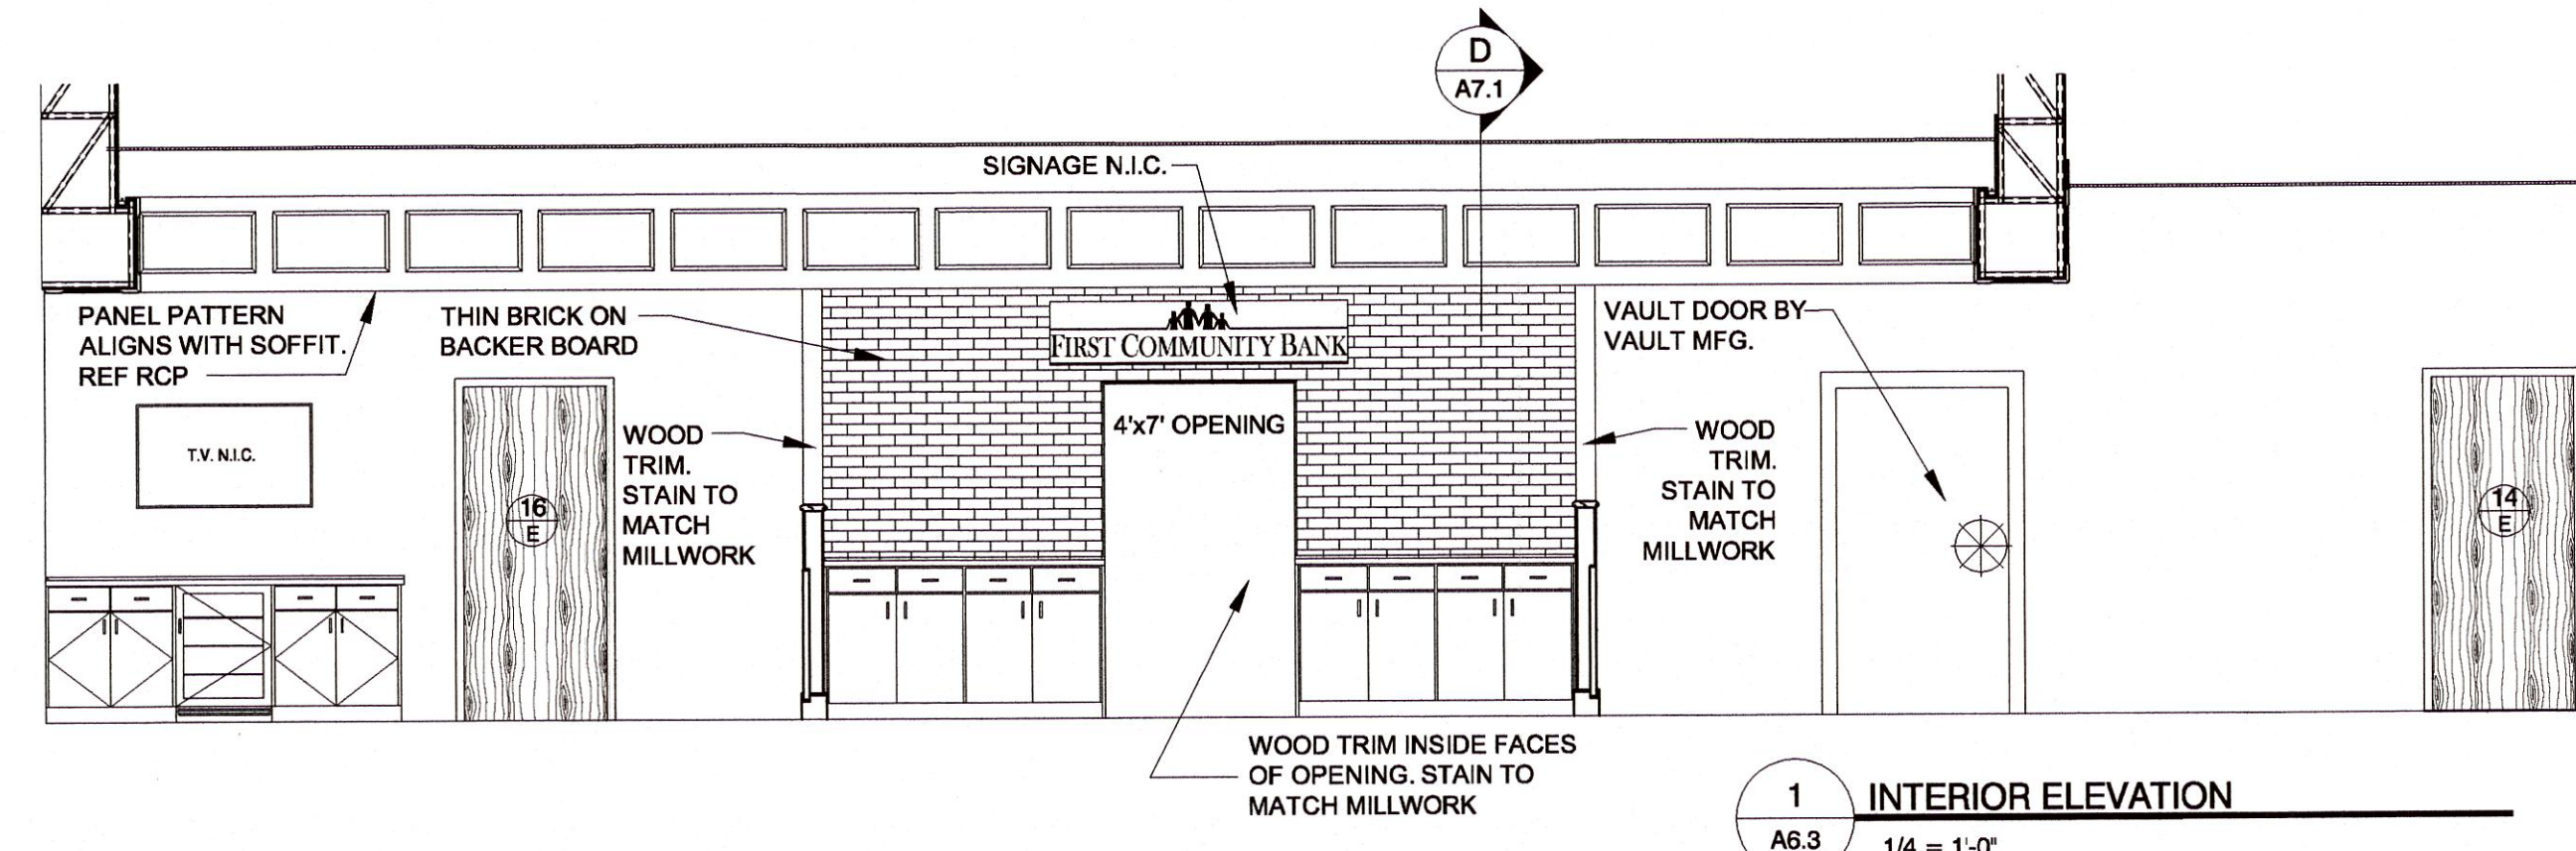 D
A7.1
SIGNAGE N.I.C.
PANEL PATTERN
ALIGNS WITH SOFFIT.
REF RCP
THIN BRICK ON
BACKER BOARD
FIRST COMMUNITY BANK
VAULT DOOR BY
VAULT MFG.
T.V. N.I.C.
16
E
WOOD
TRIM.
STAIN TO
MATCH
MILLWORK
4'x7' OPENING
WOOD
TRIM.
STAIN TO
MATCH
MILLWORK
14
E
WOOD TRIM INSIDE FACES
OF OPENING. STAIN TO
MATCH MILLWORK
1
A6.3
INTERIOR ELEVATION
1/4 = 1'-0"